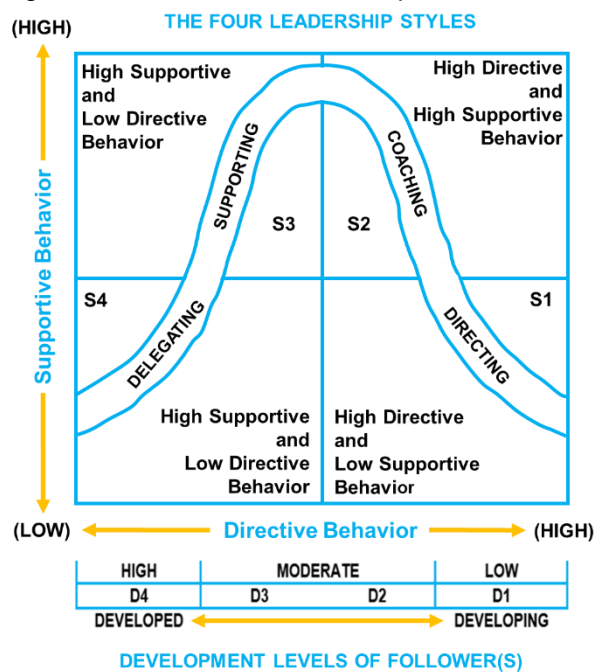 THE FOUR LEADERSHIP STYLES
(HIGH)
High Supportive
and
Low Directive
Behavior
High Directive
and
High Supportive
Behavior
SUPPORTING
COACHING
S3
S2
Supportive Behavior
S4
S1
DELEGATING
DIRECTING
High Supportive
and
Low Directive
Behavior
High Directive
and
Low Supportive
Behavior
(LOW)
Directive Behavior
(HIGH)
HIGH MODERATE LOW
D4 D3 D2 D1
DEVELOPED DEVELOPING
DEVELOPMENT LEVELS OF FOLLOWER(S)